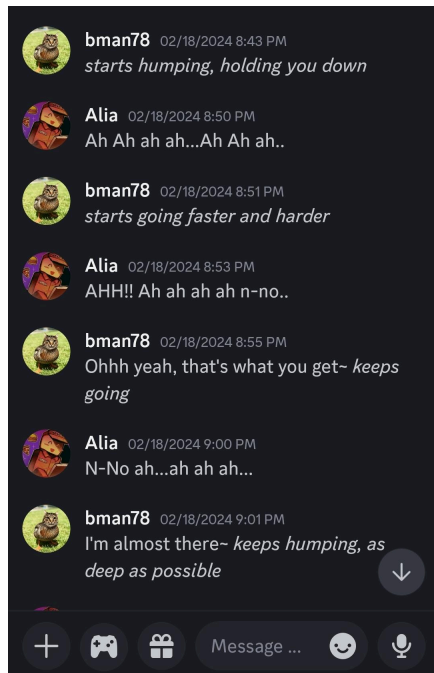 bman78 02/18/2024 8:43 PM
starts humping, holding you down
Alia 02/18/2024 8:50 PM
Ah Ah ah ah...Ah Ah ah..
bman78 02/18/2024 8:51 PM
starts going faster and harder
Alia 02/18/2024 8:53 PM
AHH!! Ah ah ah ah n-no..
bman78 02/18/2024 8:55 PM
Ohhh yeah, that's what you get~ keeps
going
Alia 02/18/2024 9:00 PM
N-No ah...ah ah ah...
bman78 02/18/2024 9:01 PM
I'm almost there~ keeps humping, as
deep as possible
Message ...